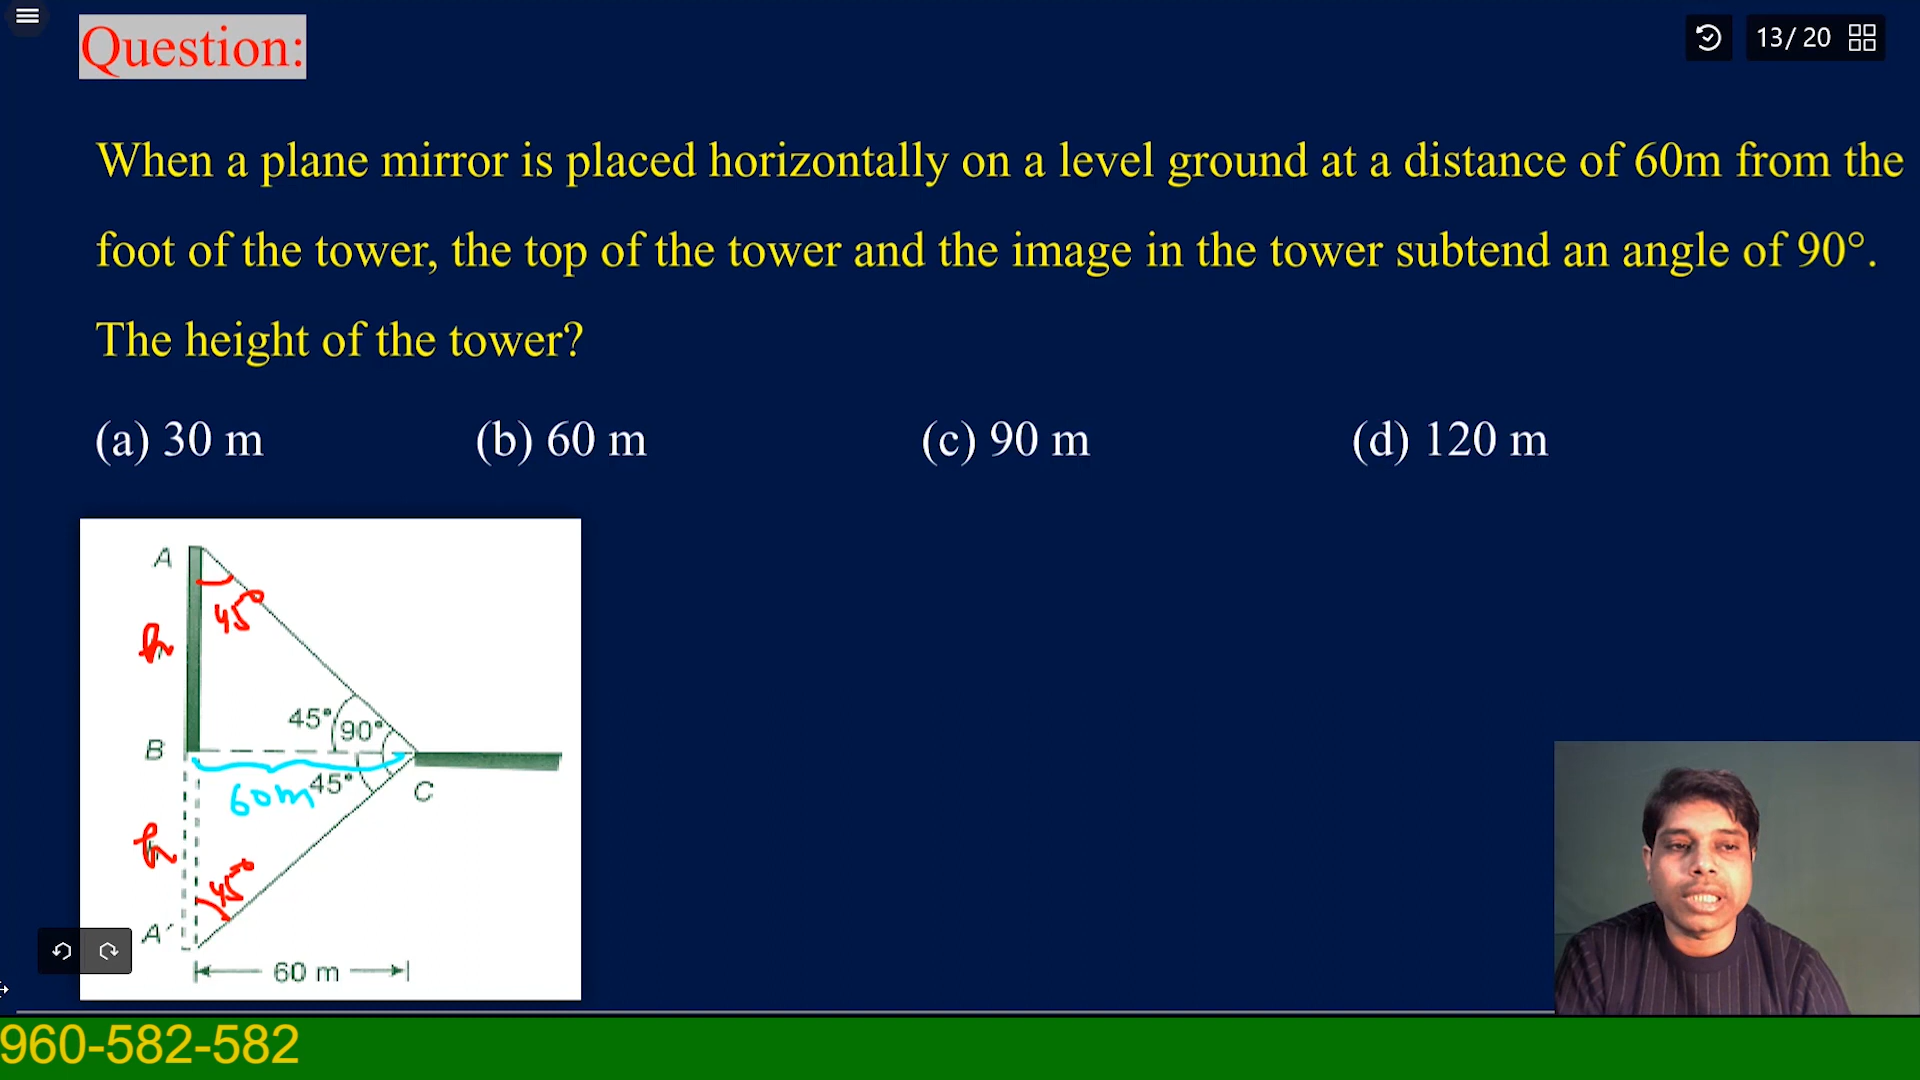 Question:
13/ 20
When a plane mirror is placed horizontally on a level ground at a distance of 60m from the
foot of the tower, the top of the tower and the image in the tower subtend an angle of 90°.
The height of the tower?
(a) 30 m (b) 60 m (c) 90 m (d) 120 m
A
45°
h
45° 90°
B
45° C
60m
h
45°
A'
60 m
960-582-582